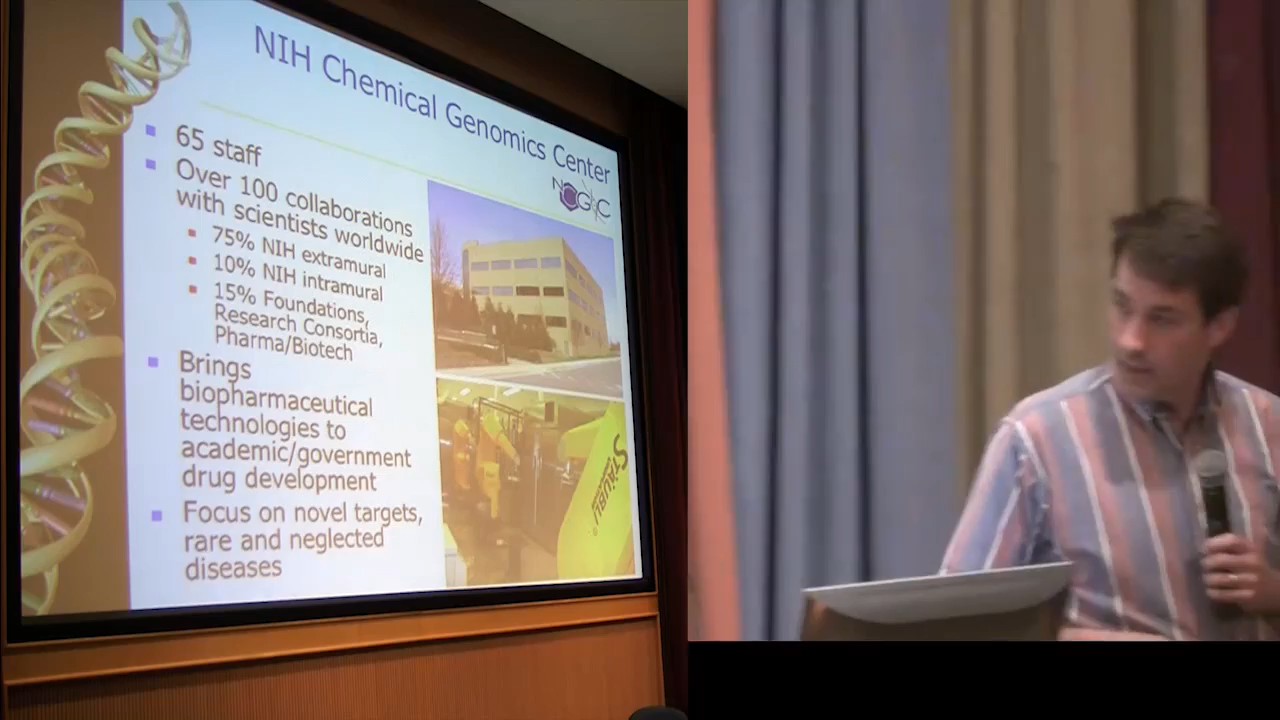 NIH Chemical Genomics Center
NCGC
65 staff
Over 100 collaborations
with scientists worldwide
75% NIH extramural
10% NIH intramural
15% Foundations,
Research Consortia,
Pharma/Biotech
Brings
biopharmaceutical
technologies to
academic/government
drug development
Focus on novel targets,
rare and neglected
diseases
STÄUBLI